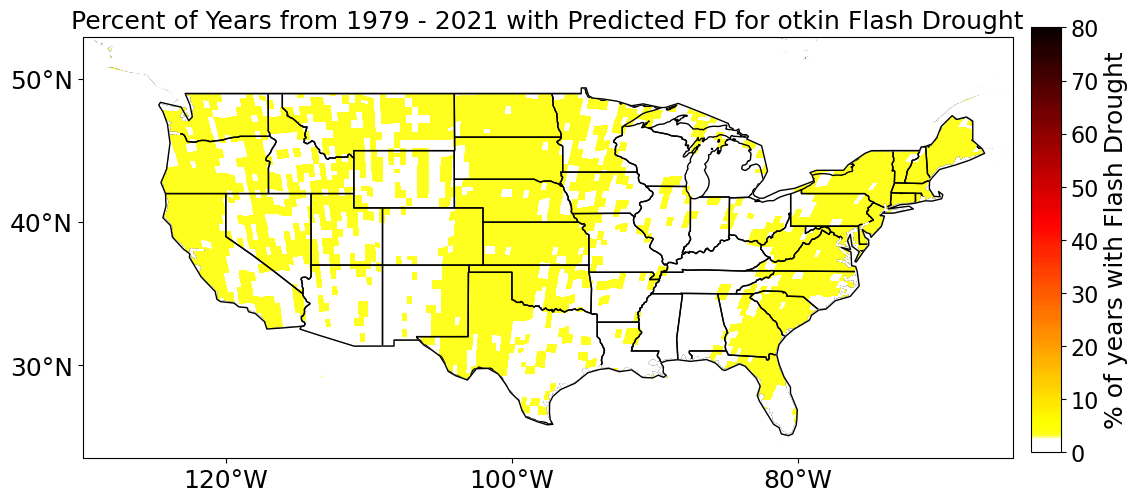 Percent of Years from 1979 - 2021 with Predicted FD for otkin Flash Drought
50°N
40°N
30°N
120°W
100°W
80°W
80
70
60
50
40
30
20
10
0
% of years with Flash Drought